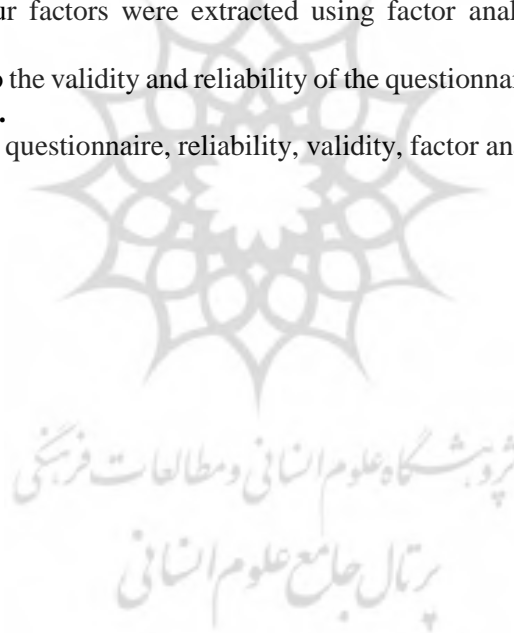 ur factors were extracted using factor anal
o the validity and reliability of the questionnai
.
questionnaire, reliability, validity, factor an
پژوهشگاه علوم انسانی و مطالعات فرهنگی
پرتال جامع علوم انسانی